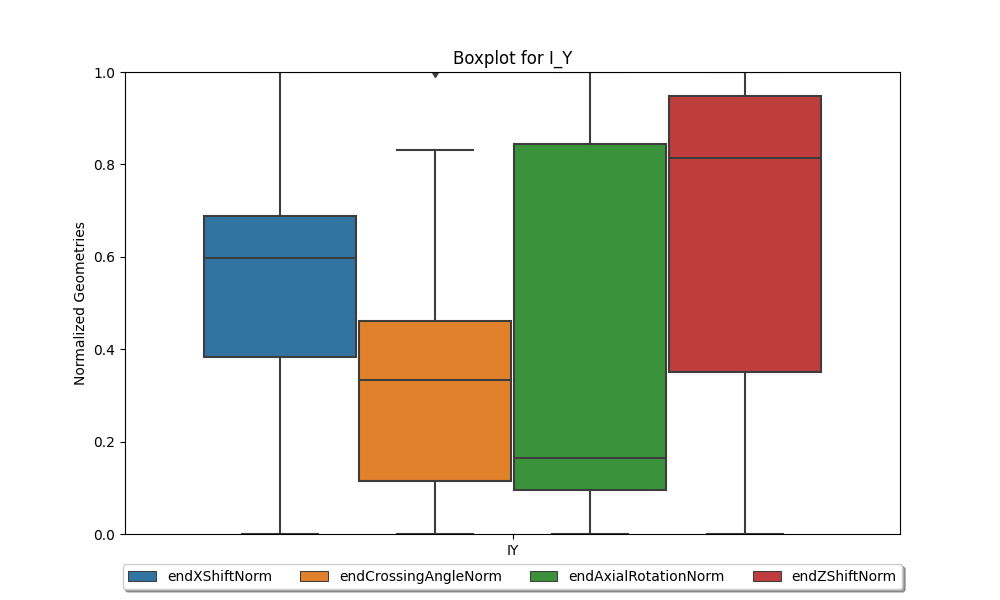 Boxplot for I_Y
Normalized Geometries
1.0
0.8
0.6
0.4
0.2
0.0
IY
endXShiftNorm endCrossingAngleNorm endAxialRotationNorm endZShiftNorm